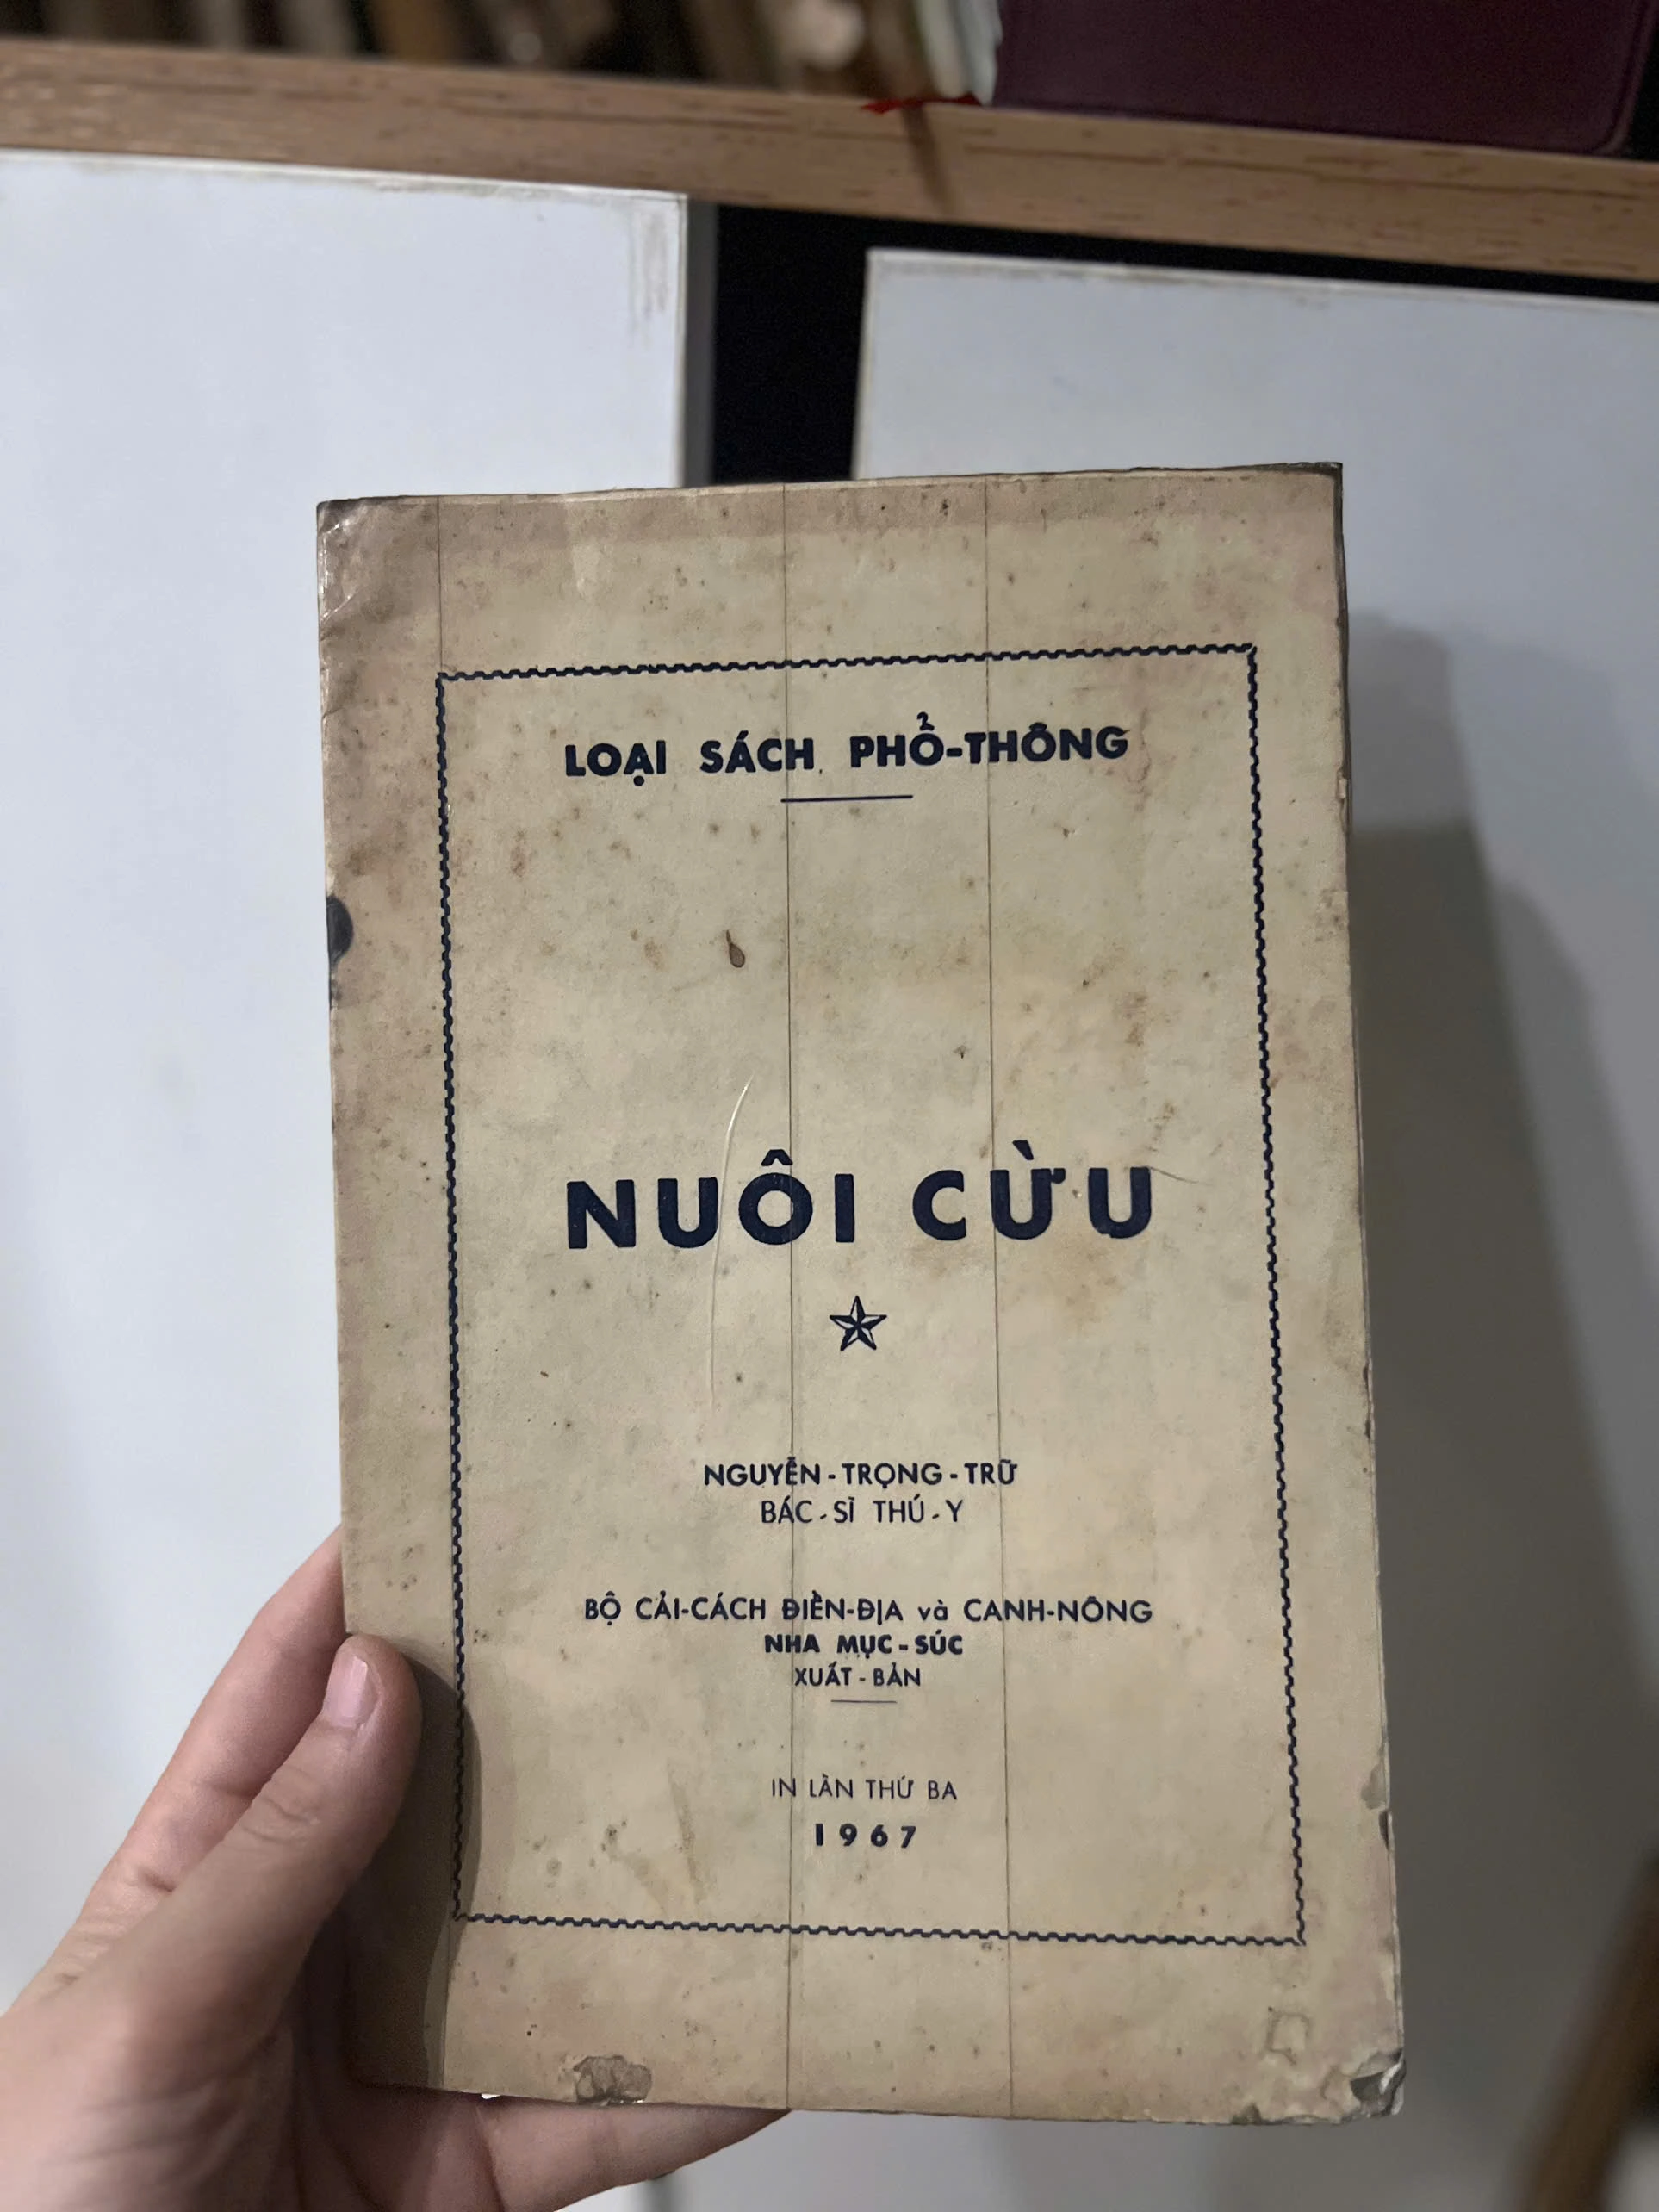 LOẠI SÁCH PHỔ-THÔNG
NUÔI CỪU
NGUYỄN-TRỌNG-TRỮ
BÁC-SĨ THÚ-Y
BỘ CẢI-CÁCH ĐIỀN-ĐỊA và CANH-NÔNG
NHA MỤC-SÚC
XUẤT-BẢN
IN LẦN THỨ BA
1967